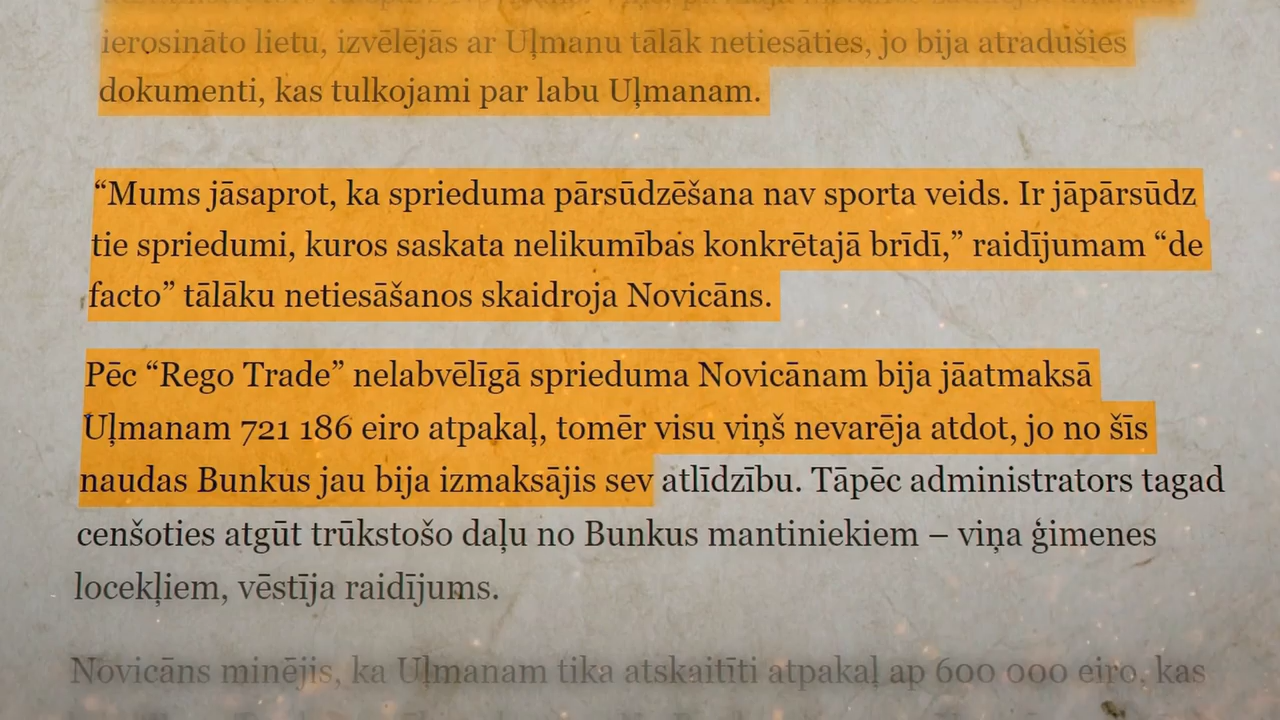 ierosināto lietu, izvēlējās ar Uļmanu tālāk netiesāties, jo bija atradušies
dokumenti, kas tulkojami par labu Uļmanam.
“Mums jāsaprot, ka sprieduma pārsūdzēšana nav sporta veids. Ir jāpārsūdz
tie spriedumi, kuros saskata nelikumības konkrētajā brīdī,” raidījumam “de
facto” tālāku netiesāšanos skaidroja Novicāns.
Pēc “Rego Trade” nelabvēlīgā sprieduma Novicānam bija jāatmaksā
Uļmanam 721 186 eiro atpakaļ, tomēr visu viņš nevarēja atdot, jo no šīs
naudas Bunkus jau bija izmaksājis sev atlīdzību. Tāpēc administrators tagad
cenšoties atgūt trūkstošo daļu no Bunkus mantiniekiem – viņa ģimenes
locekļiem, vēstīja raidījums.
Novicāns minējis, ka Uļmanam tika atskaitīti atpakaļ ap 600 000 eiro, kas